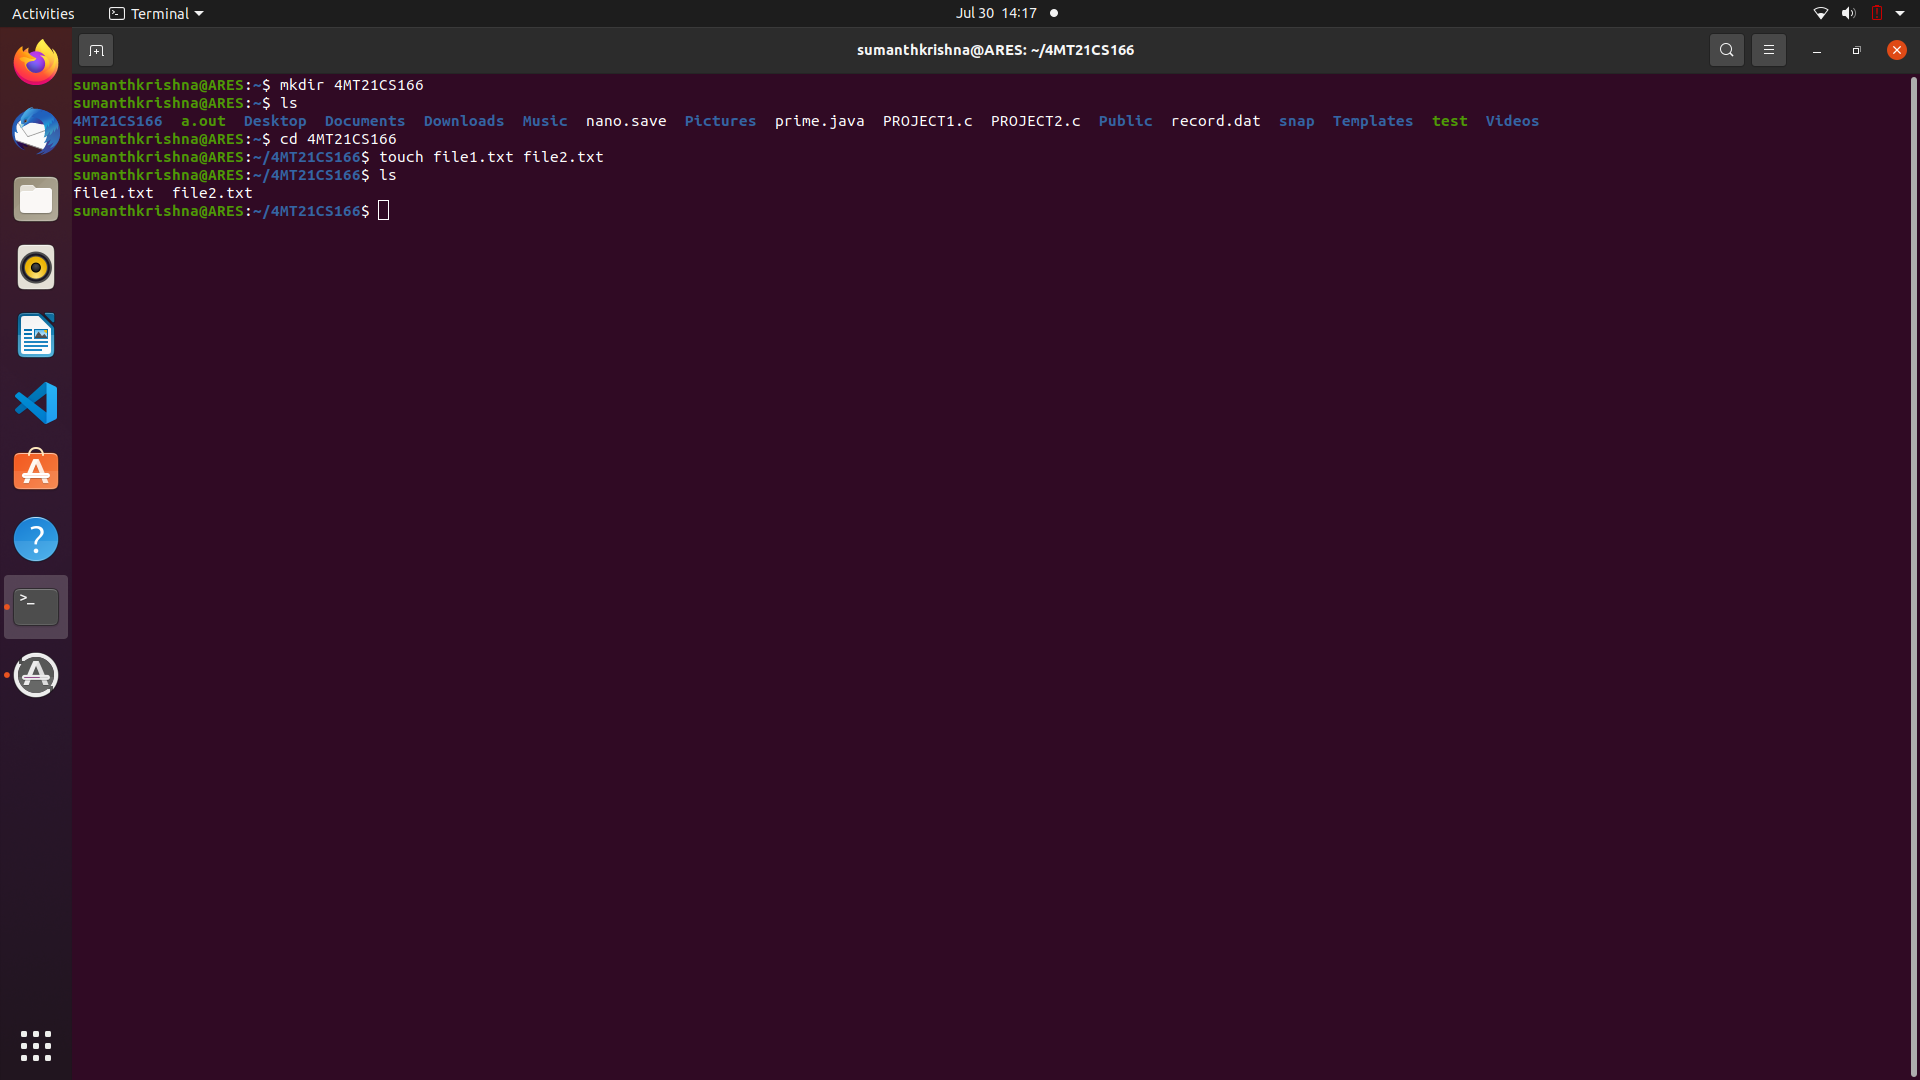 Activities Terminal Jul 30 14:17
sumanthkrishna@ARES: ~/4MT21CS166
sumanthkrishna@ARES:~$ mkdir 4MT21CS166
sumanthkrishna@ARES:~$ ls
4MT21CS166 a.out Desktop Documents Downloads Music nano.save Pictures prime.java PROJECT1.c PROJECT2.c Public record.dat snap Templates test Videos
sumanthkrishna@ARES:~$ cd 4MT21CS166
sumanthkrishna@ARES:~/4MT21CS166$ touch file1.txt file2.txt
sumanthkrishna@ARES:~/4MT21CS166$ ls
file1.txt file2.txt
sumanthkrishna@ARES:~/4MT21CS166$